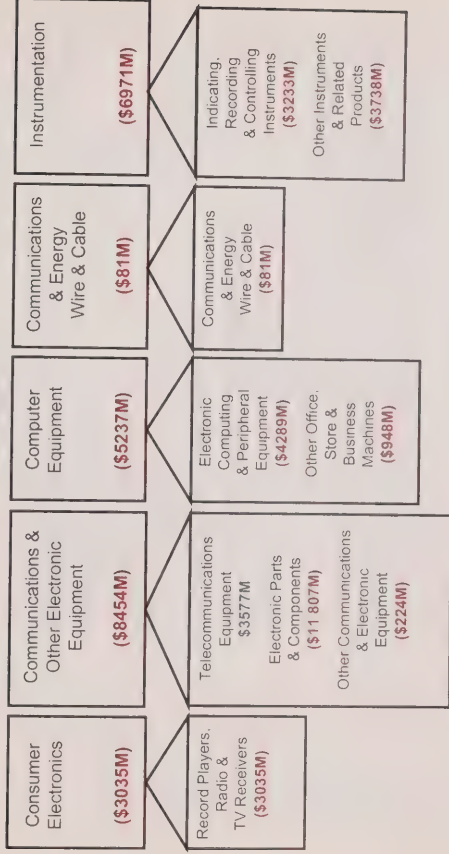 Consumer
Electronics
($3035M)
Record Players,
Radio &
TV Receivers
($3035M)
Communications &
Other Electronic
Equipment
($8454M)
Telecommunications
Equipment
$3577M
Electronic Parts
& Components
($11 807M)
Other Communications
& Electronic
Equipment
($224M)
Computer
Equipment
($5237M)
Electronic
Computing
& Peripheral
Equipment
($4289M)
Other Office,
Store &
Business
Machines
($948M)
Communications
& Energy
Wire & Cable
($81M)
Communications
& Energy
Wire & Cable
($81M)
Instrumentation
($6971M)
Indicating,
Recording
& Controlling
Instruments
($3233M)
Other Instruments
& Related
Products
($3738M)